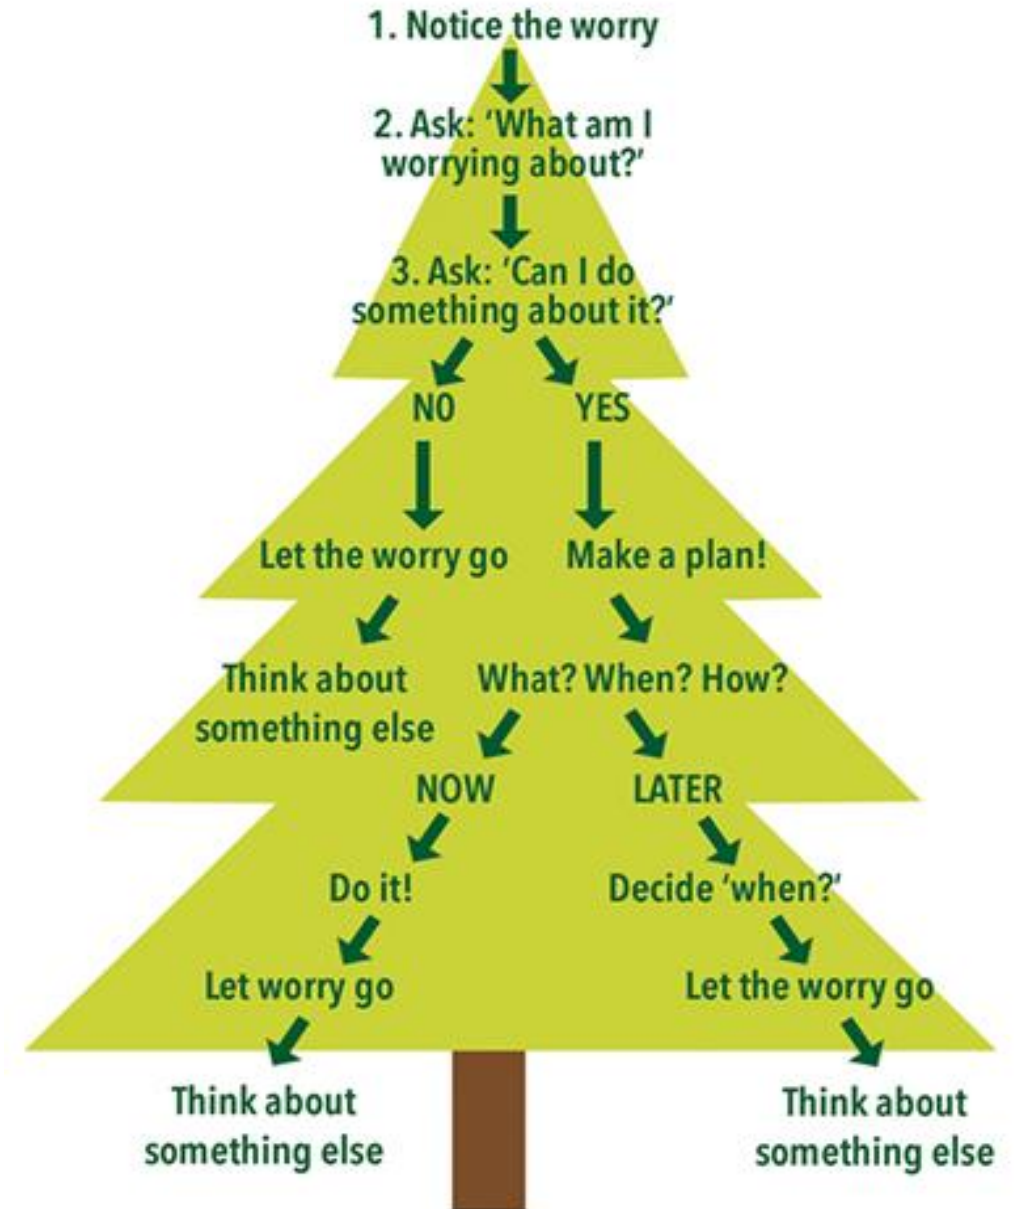 1. Notice the worry
2. Ask: ‘What am I
worrying about?’
3. Ask: ‘Can I do
something about it?’
NO
YES
Let the worry go
Make a plan!
Think about
something else
What? When? How?
NOW
LATER
Do it!
Decide ‘when?’
Let worry go
Let the worry go
Think about
something else
Think about
something else